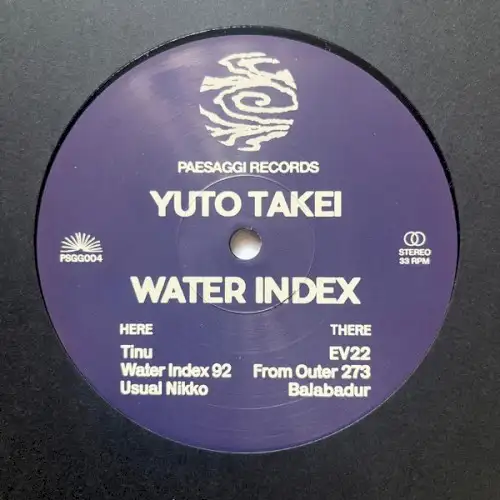 PAESAGGI RECORDS
YUTO TAKEI
PSGG004
STEREO
33 RPM
WATER INDEX
HERE
Tinu
Water Index 92
Usual Nikko
THERE
EV22
From Outer 273
Balabadur